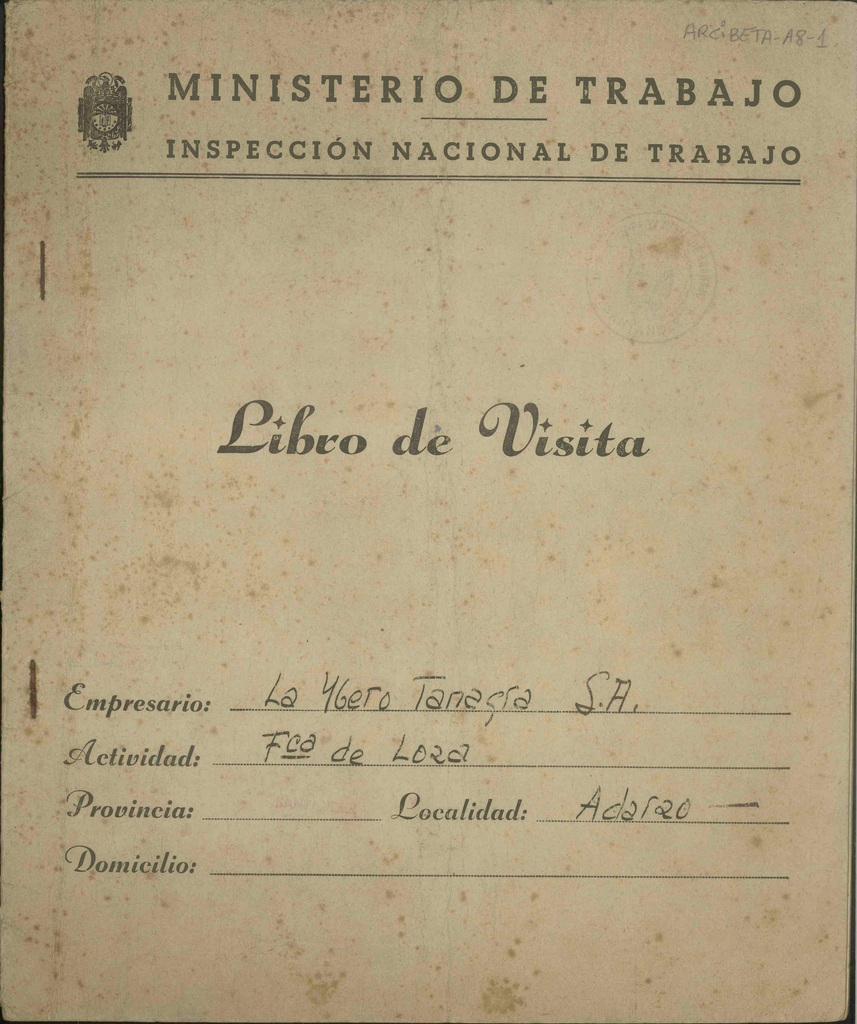 ARCIBETA-A8-1.
MINISTERIO DE TRABAJO
INSPECCIÓN NACIONAL DE TRABAJO
Libro de Visita
Empresario: La Ybero Tanagra S.A.
Actividad: Fca de Loza
Provincia: Localidad: Adarzo —
Domicilio: